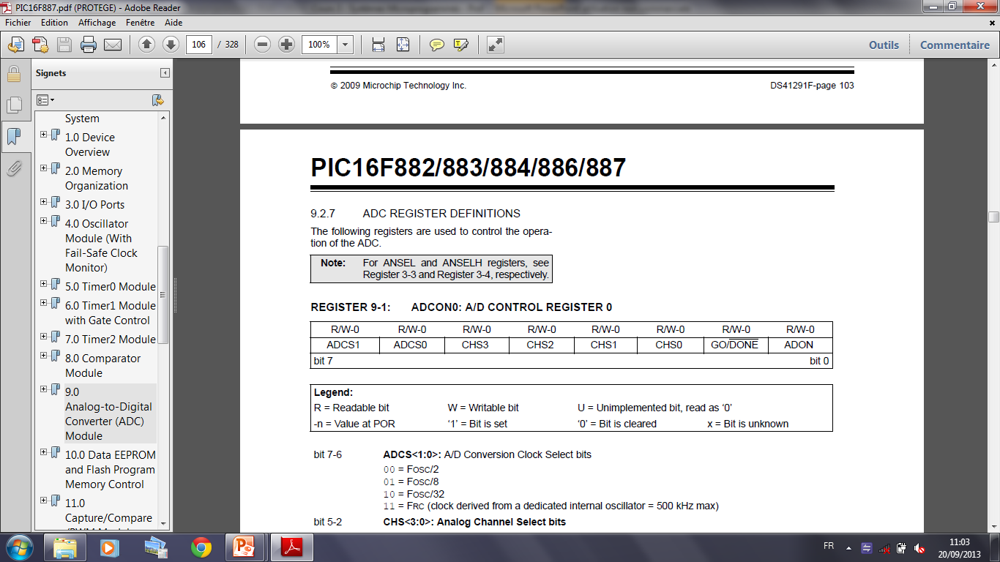 PIC16F887.pdf (PROTEGE) - Adobe Reader
Fichier Edition Affichage Fenêtre Aide
106 / 328 100% Outils Commentaire
Signets
System
1.0 Device
Overview
2.0 Memory
Organization
3.0 I/O Ports
4.0 Oscillator
Module (With
Fail-Safe Clock
Monitor)
5.0 Timer0 Module
6.0 Timer1 Module
with Gate Control
7.0 Timer2 Module
8.0 Comparator
Module
9.0
Analog-to-Digital
Converter (ADC)
Module
10.0 Data EEPROM
and Flash Program
Memory Control
11.0
Capture/Compare
© 2009 Microchip Technology Inc. DS41291F-page 103
PIC16F882/883/884/886/887
9.2.7 ADC REGISTER DEFINITIONS
The following registers are used to control the opera-
tion of the ADC.
Note: For ANSEL and ANSELH registers, see
Register 3-3 and Register 3-4, respectively.
REGISTER 9-1: ADCON0: A/D CONTROL REGISTER 0
R/W-0 R/W-0 R/W-0 R/W-0 R/W-0 R/W-0 R/W-0 R/W-0
ADCS1 ADCS0 CHS3 CHS2 CHS1 CHS0 GO/DONE ADON
bit 7 bit 0
Legend:
R = Readable bit W = Writable bit U = Unimplemented bit, read as ‘0’
-n = Value at POR ‘1’ = Bit is set ‘0’ = Bit is cleared x = Bit is unknown
bit 7-6 ADCS<1:0>: A/D Conversion Clock Select bits
00 = FOSC/2
01 = FOSC/8
10 = FOSC/32
11 = FRC (clock derived from a dedicated internal oscillator = 500 kHz max)
bit 5-2 CHS<3:0>: Analog Channel Select bits
FR 11:03
20/09/2013